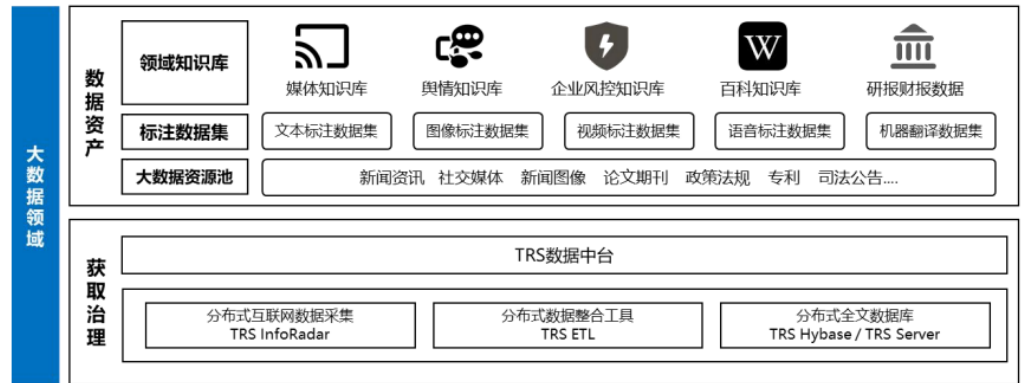 大数据领域
数据资产
领域知识库
媒体知识库
舆情知识库
企业风控知识库
W
百科知识库
研报财报数据
标注数据集
文本标注数据集
图像标注数据集
视频标注数据集
语音标注数据集
机器翻译数据集
大数据资源池
新闻资讯 社交媒体 新闻图像 论文期刊 政策法规 专利 司法公告....
获取治理
TRS数据中台
分布式互联网数据采集
TRS InfoRadar
分布式数据整合工具
TRS ETL
分布式全文数据库
TRS Hybase / TRS Server